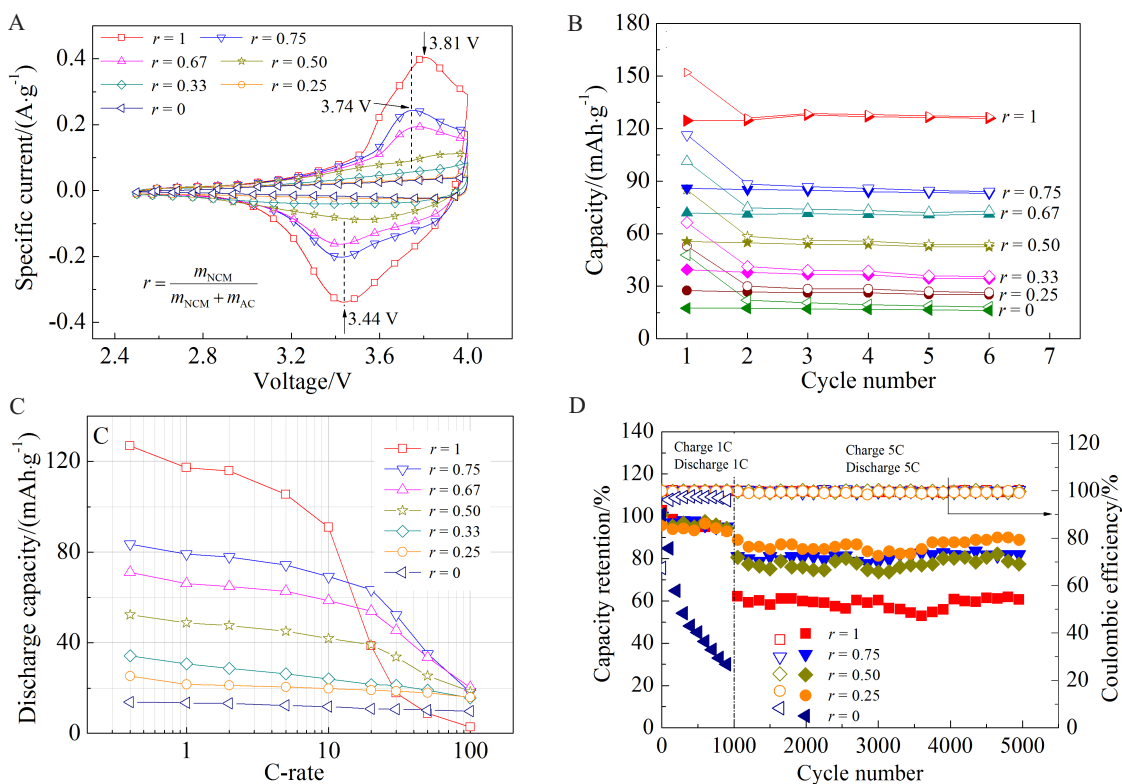 A
r = 1
r = 0.75
r = 0.67
r = 0.50
r = 0.33
r = 0.25
r = 0
3.81 V
3.74 V
3.44 V
r = m_NCM / (m_NCM + m_AC)
Specific current/(A·g⁻¹)
0.4
0.2
0.0
-0.2
-0.4
2.4 2.8 3.2 3.6 4.0
Voltage/V
B
Capacity/(mAh·g⁻¹)
180
150
120
90
60
30
0
r = 1
r = 0.75
r = 0.67
r = 0.50
r = 0.33
r = 0.25
r = 0
1 2 3 4 5 6 7
Cycle number
C
C
Discharge capacity/(mAh·g⁻¹)
120
80
40
0
r = 1
r = 0.75
r = 0.67
r = 0.50
r = 0.33
r = 0.25
r = 0
1 10 100
C-rate
D
Capacity retention/%
140
120
100
80
60
40
20
0
Charge 1C
Discharge 1C
Charge 5C
Discharge 5C
r = 1
r = 0.75
r = 0.50
r = 0.25
r = 0
0 1000 2000 3000 4000 5000
Cycle number
120
100
80
60
40
20
0
Coulombic efficiency/%